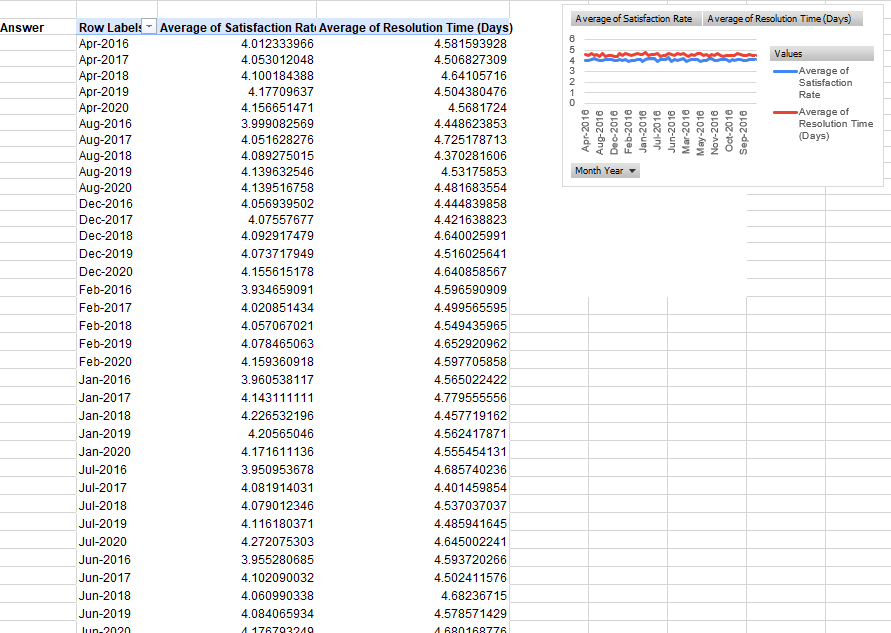 Answer Row Labels Average of Satisfaction Rate Average of Resolution Time (Days)
Apr-2016 4.012333966 4.581593928
Apr-2017 4.053012048 4.506827309
Apr-2018 4.100184388 4.64105716
Apr-2019 4.17709637 4.504380476
Apr-2020 4.156651471 4.5681724
Aug-2016 3.999082569 4.448623853
Aug-2017 4.051628276 4.725178713
Aug-2018 4.089275015 4.370281606
Aug-2019 4.139632546 4.53175853
Aug-2020 4.139516758 4.481683554
Dec-2016 4.056939502 4.444839858
Dec-2017 4.07557677 4.421638823
Dec-2018 4.092917479 4.640025991
Dec-2019 4.073717949 4.516025641
Dec-2020 4.155615178 4.640858567
Feb-2016 3.934659091 4.596590909
Feb-2017 4.020851434 4.499565595
Feb-2018 4.057067021 4.549435965
Feb-2019 4.078465063 4.652920962
Feb-2020 4.159360918 4.597705858
Jan-2016 3.960538117 4.565022422
Jan-2017 4.143111111 4.779555556
Jan-2018 4.226532196 4.457719162
Jan-2019 4.20565046 4.562417871
Jan-2020 4.171611136 4.555454131
Jul-2016 3.950953678 4.685740236
Jul-2017 4.081914031 4.401459854
Jul-2018 4.079012346 4.537037037
Jul-2019 4.116180371 4.485941645
Jul-2020 4.272075303 4.645002241
Jun-2016 3.955280685 4.593720266
Jun-2017 4.102090032 4.502411576
Jun-2018 4.060990338 4.68236715
Jun-2019 4.084065934 4.578571429
Jun-2020 4.176793249 4.680168776
Average of Satisfaction Rate Average of Resolution Time (Days)
6
5
4
3
2
1
0
Apr-2016
Aug-2016
Dec-2016
Feb-2016
Jan-2016
Jul-2016
Jun-2016
Mar-2016
May-2016
Nov-2016
Oct-2016
Sep-2016
Values
Average of
Satisfaction
Rate
Average of
Resolution Time
(Days)
Month Year